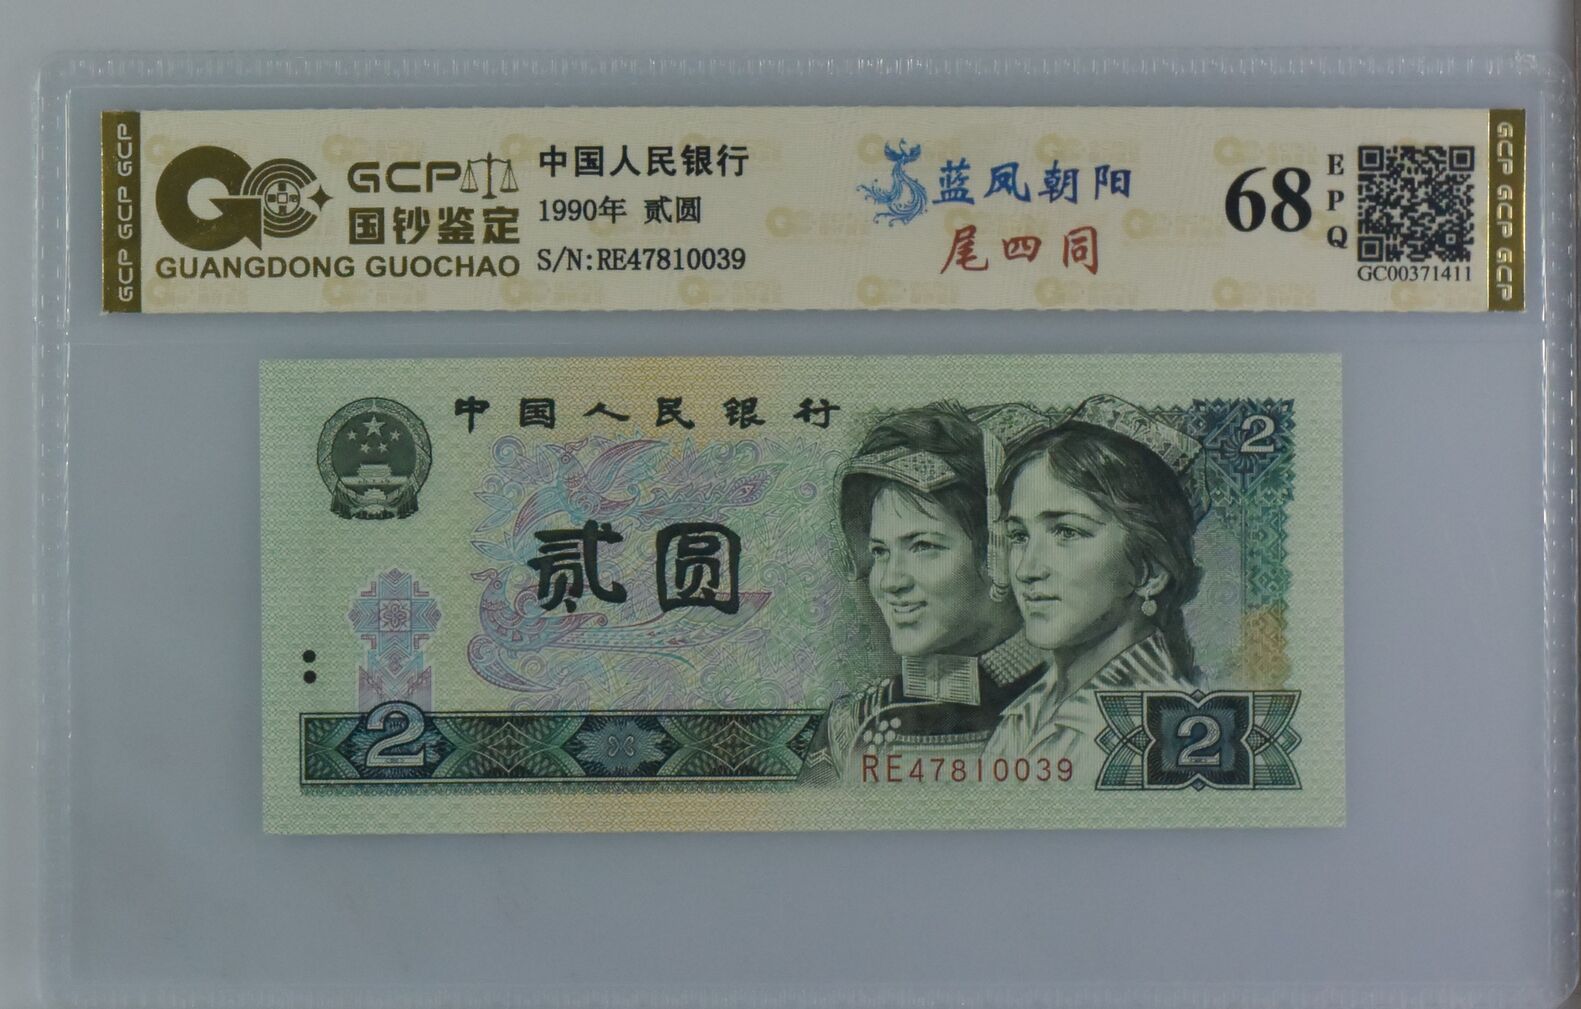 GCP GCP GCP
GCP
国钞鉴定
GUANGDONG GUOCHAO
中国人民银行
1990年 贰圆
S/N:RE47810039
蓝凤朝阳
尾四同
68
EPQ
GC00371411
GCP GCP GCP
中国人民银行
2
贰圆
2
RE47810039
2